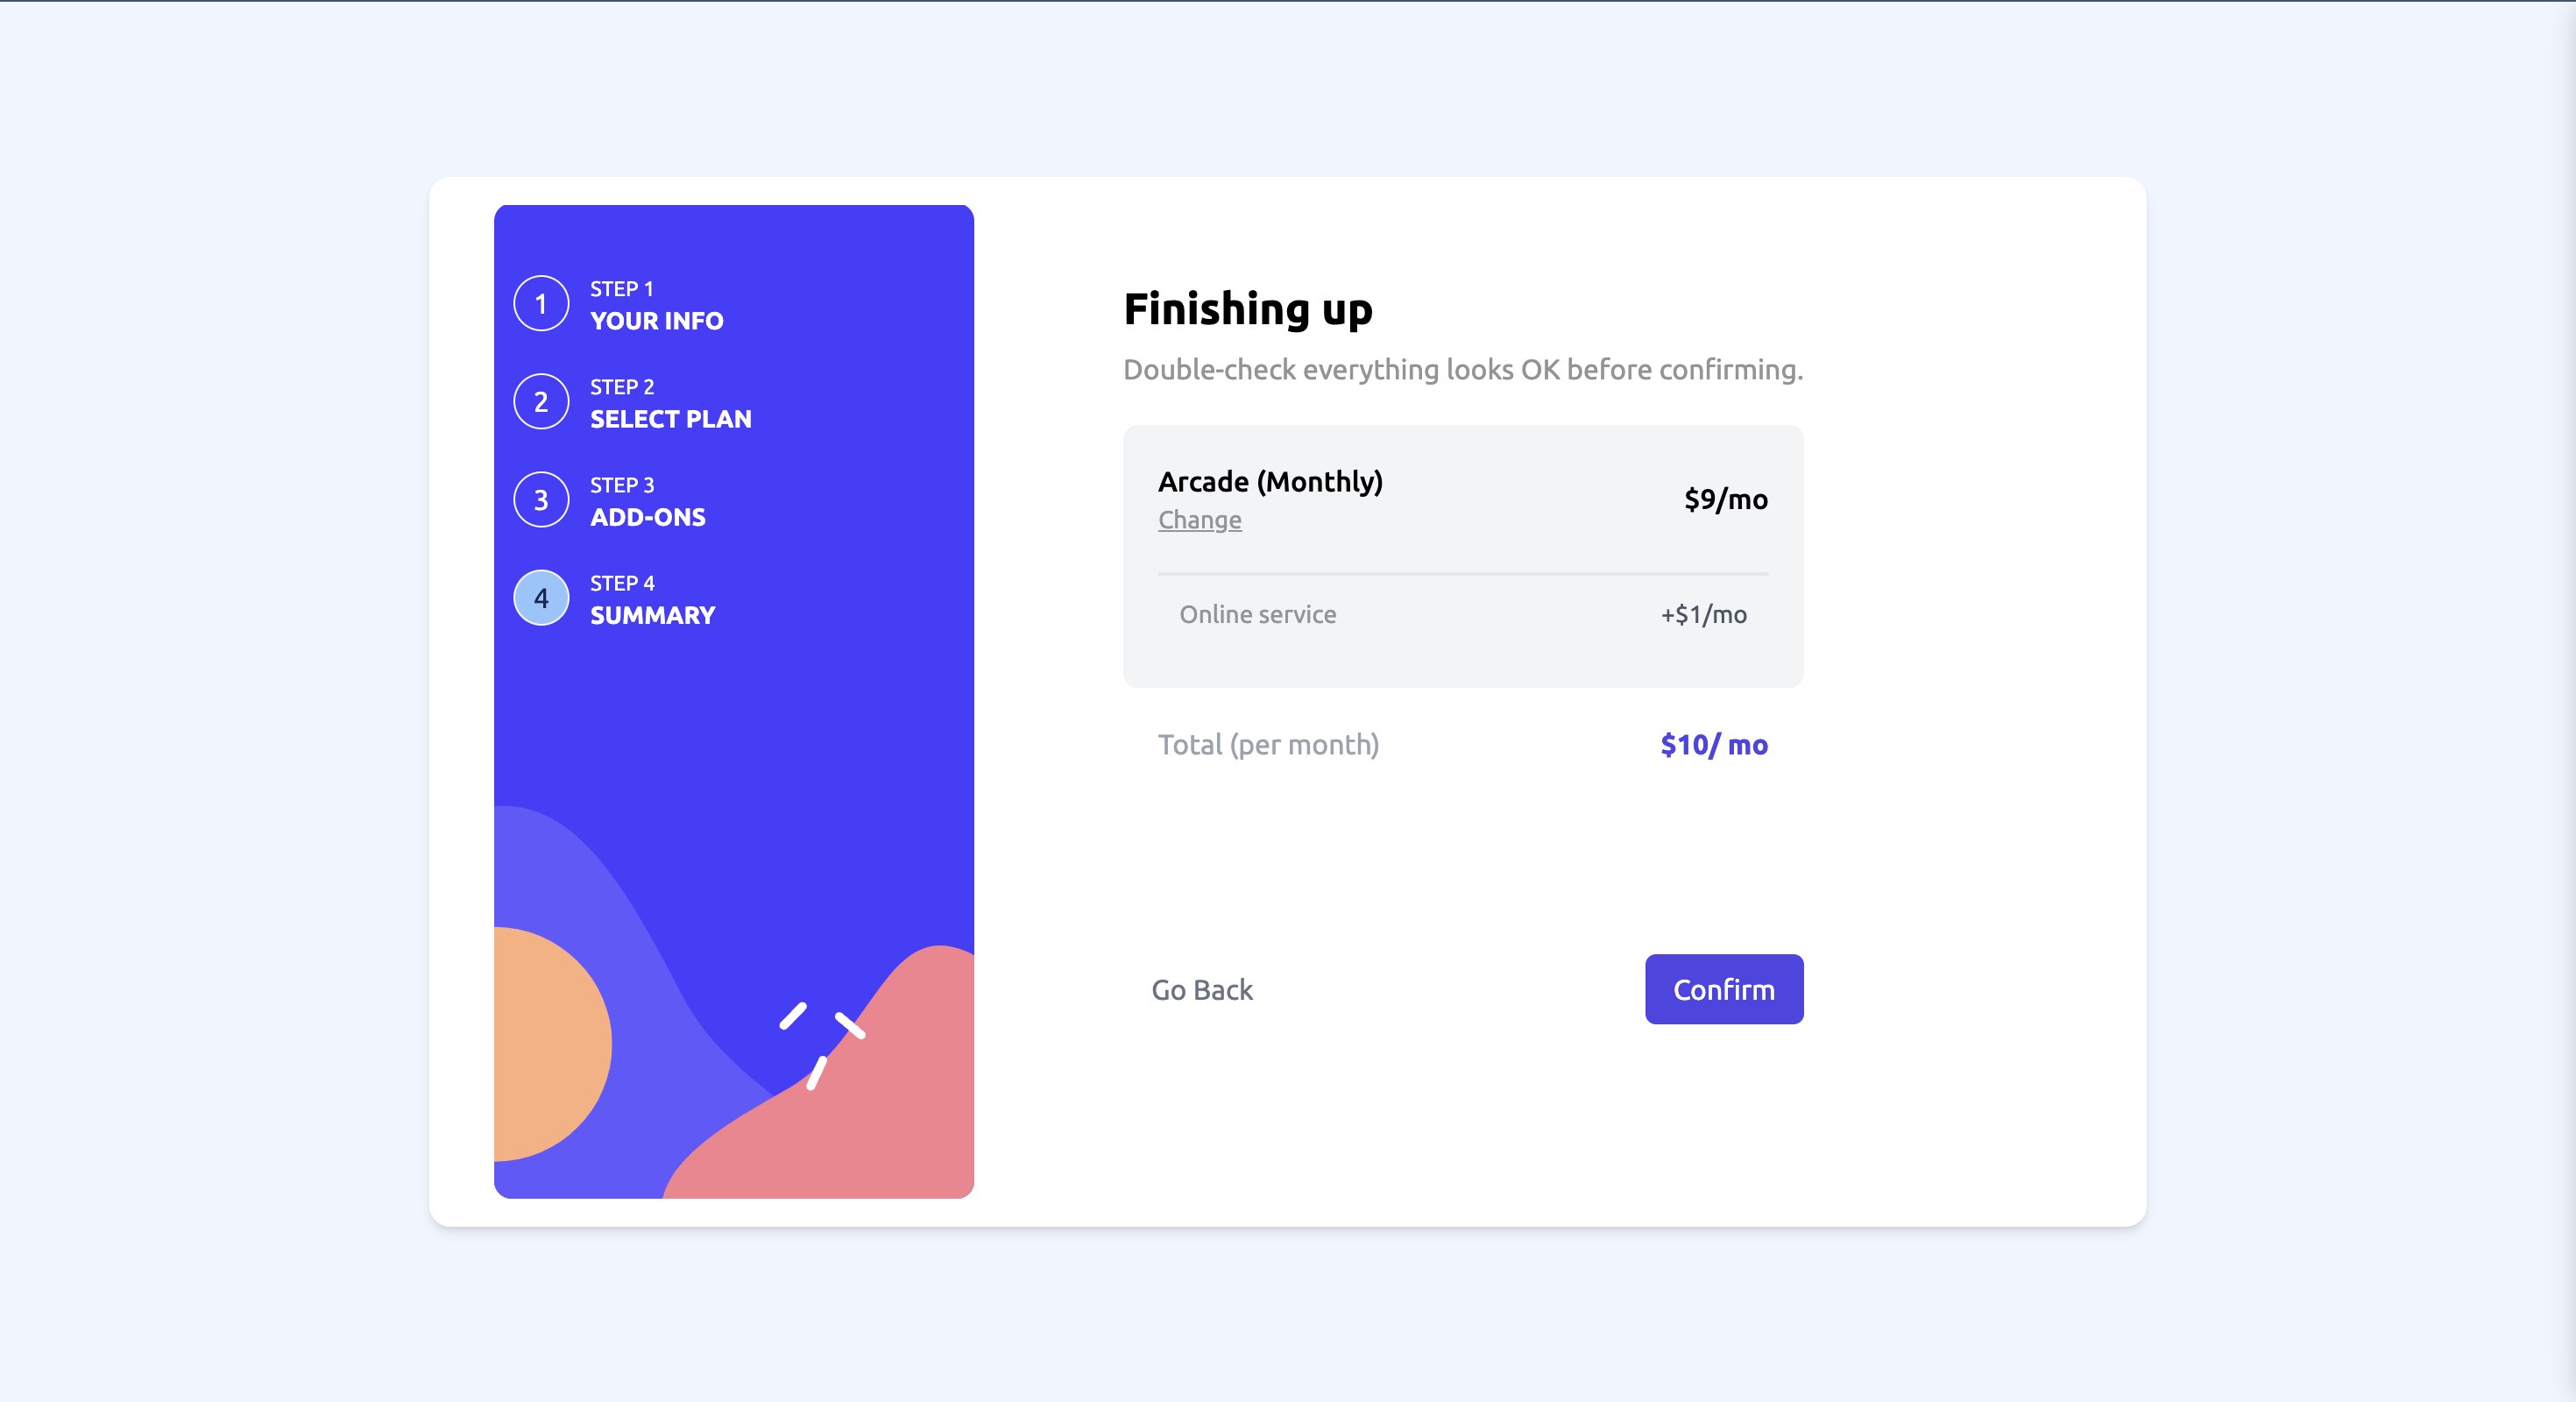 1
STEP 1
YOUR INFO
2
STEP 2
SELECT PLAN
3
STEP 3
ADD-ONS
4
STEP 4
SUMMARY
Finishing up
Double-check everything looks OK before confirming.
Arcade (Monthly)
Change
$9/mo
Online service +$1/mo
Total (per month) $10/ mo
Go Back Confirm